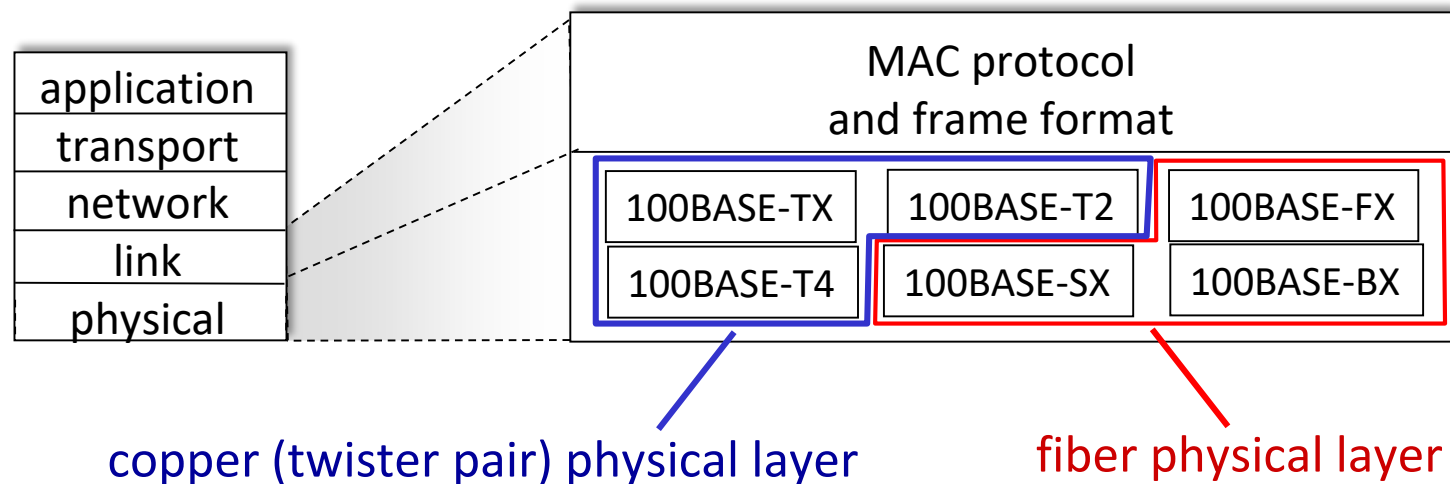 application
transport
network
link
physical
MAC protocol
and frame format
100BASE-TX
100BASE-T2
100BASE-FX
100BASE-T4
100BASE-SX
100BASE-BX
copper (twister pair) physical layer
fiber physical layer